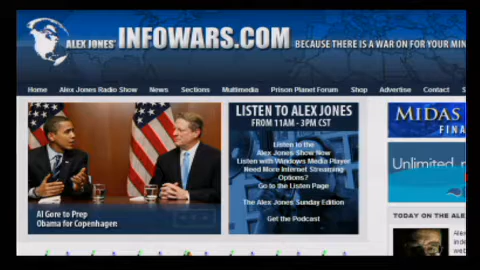 ALEX JONES' INFOWARS.COM BECAUSE THERE IS A WAR ON FOR YOUR MIN
Home Alex Jones Radio Show News Sections Multimedia Prison Planet Forum Shop Advertise Contact S
LISTEN TO ALEX JONES
FROM 11AM - 3PM CST
Listen to the
Alex Jones Show Now
Listen with Windows Media Player
Need More Internet Streaming
Options?
Go to the Listen Page
The Alex Jones Sunday Edition
Get the Podcast
Al Gore to Prep
Obama for Copenhagen
MIDAS
FINA
Unlimited
TODAY ON THE ALE
Alex
inde
web